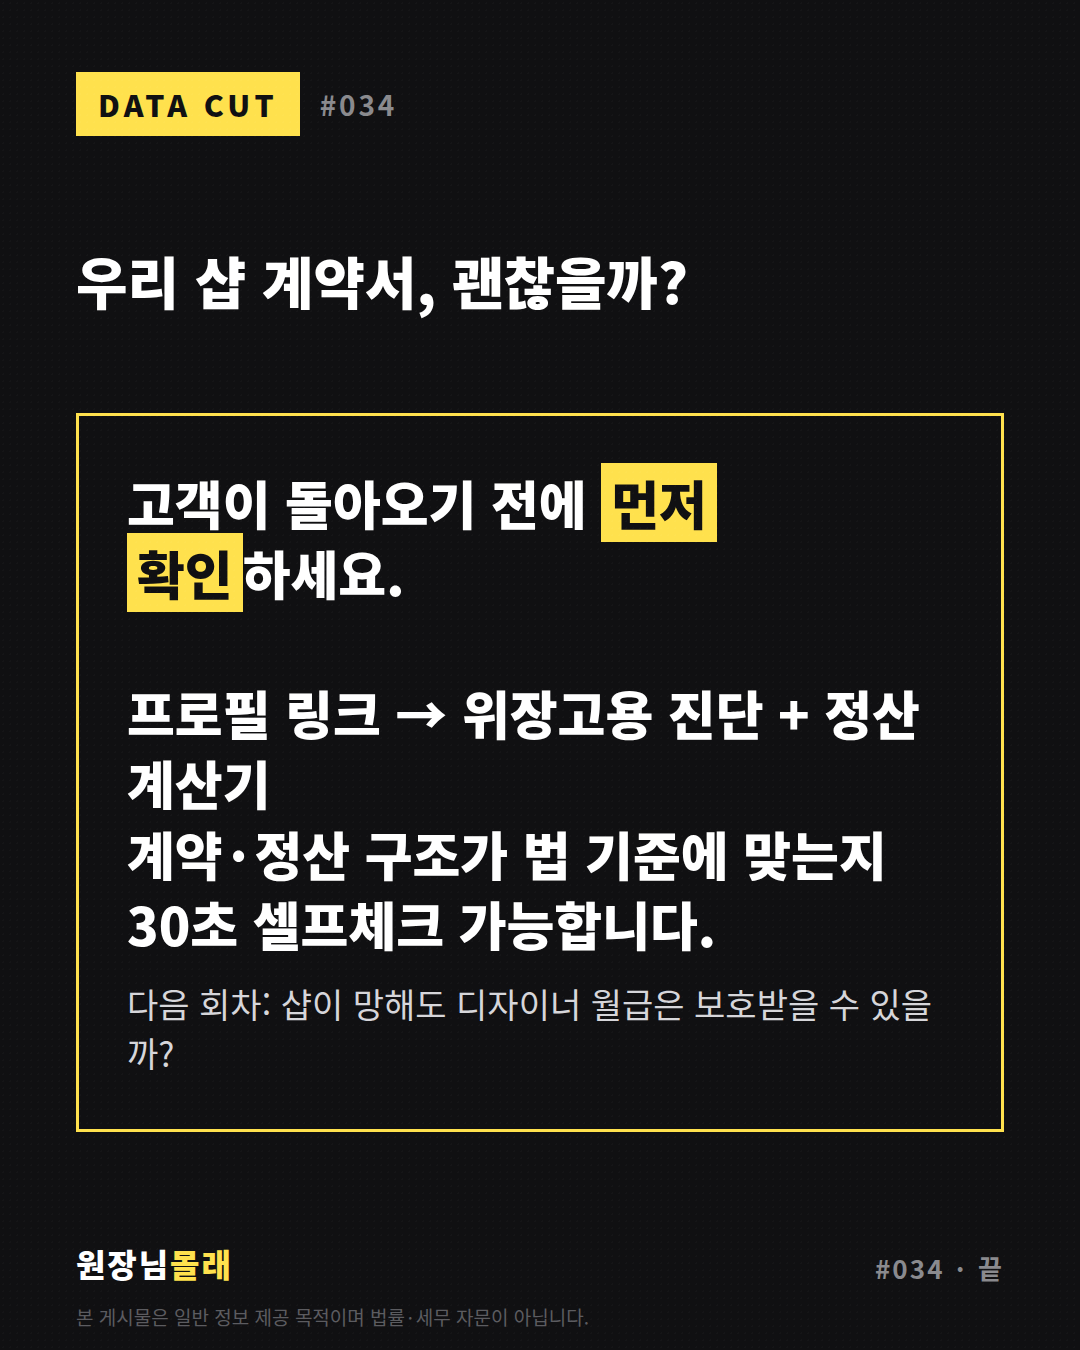 DATA CUT #034
우리 샵 계약서, 괜찮을까?
고객이 돌아오기 전에 먼저
확인하세요.
프로필 링크 → 위장고용 진단 + 정산
계산기
계약·정산 구조가 법 기준에 맞는지
30초 셀프체크 가능합니다.
다음 회차: 샵이 망해도 디자이너 월급은 보호받을 수 있을
까?
원장님몰래
#034 · 끝
본 게시물은 일반 정보 제공 목적이며 법률·세무 자문이 아닙니다.